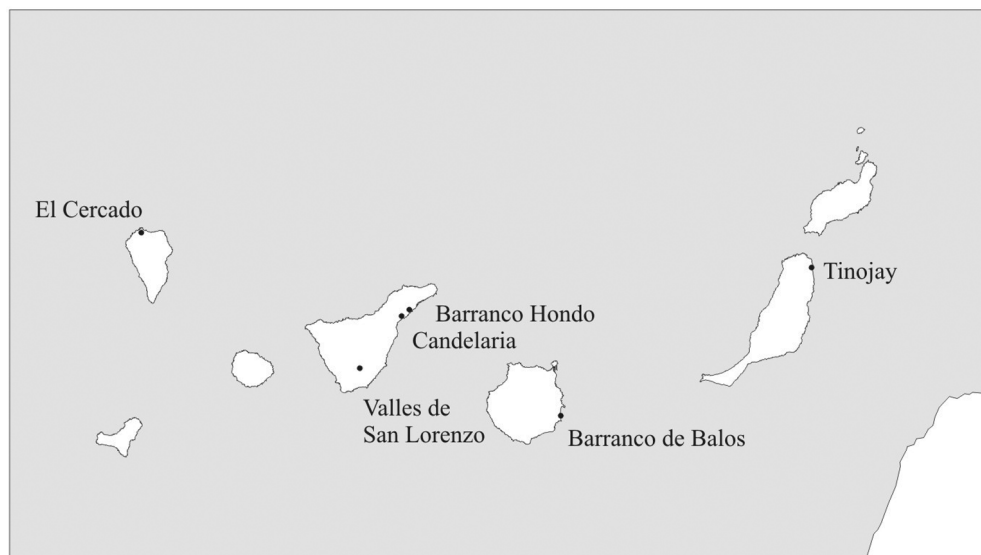 El Cercado
Tinojay
Barranco Hondo
Candelaria
Valles de
San Lorenzo
Barranco de Balos